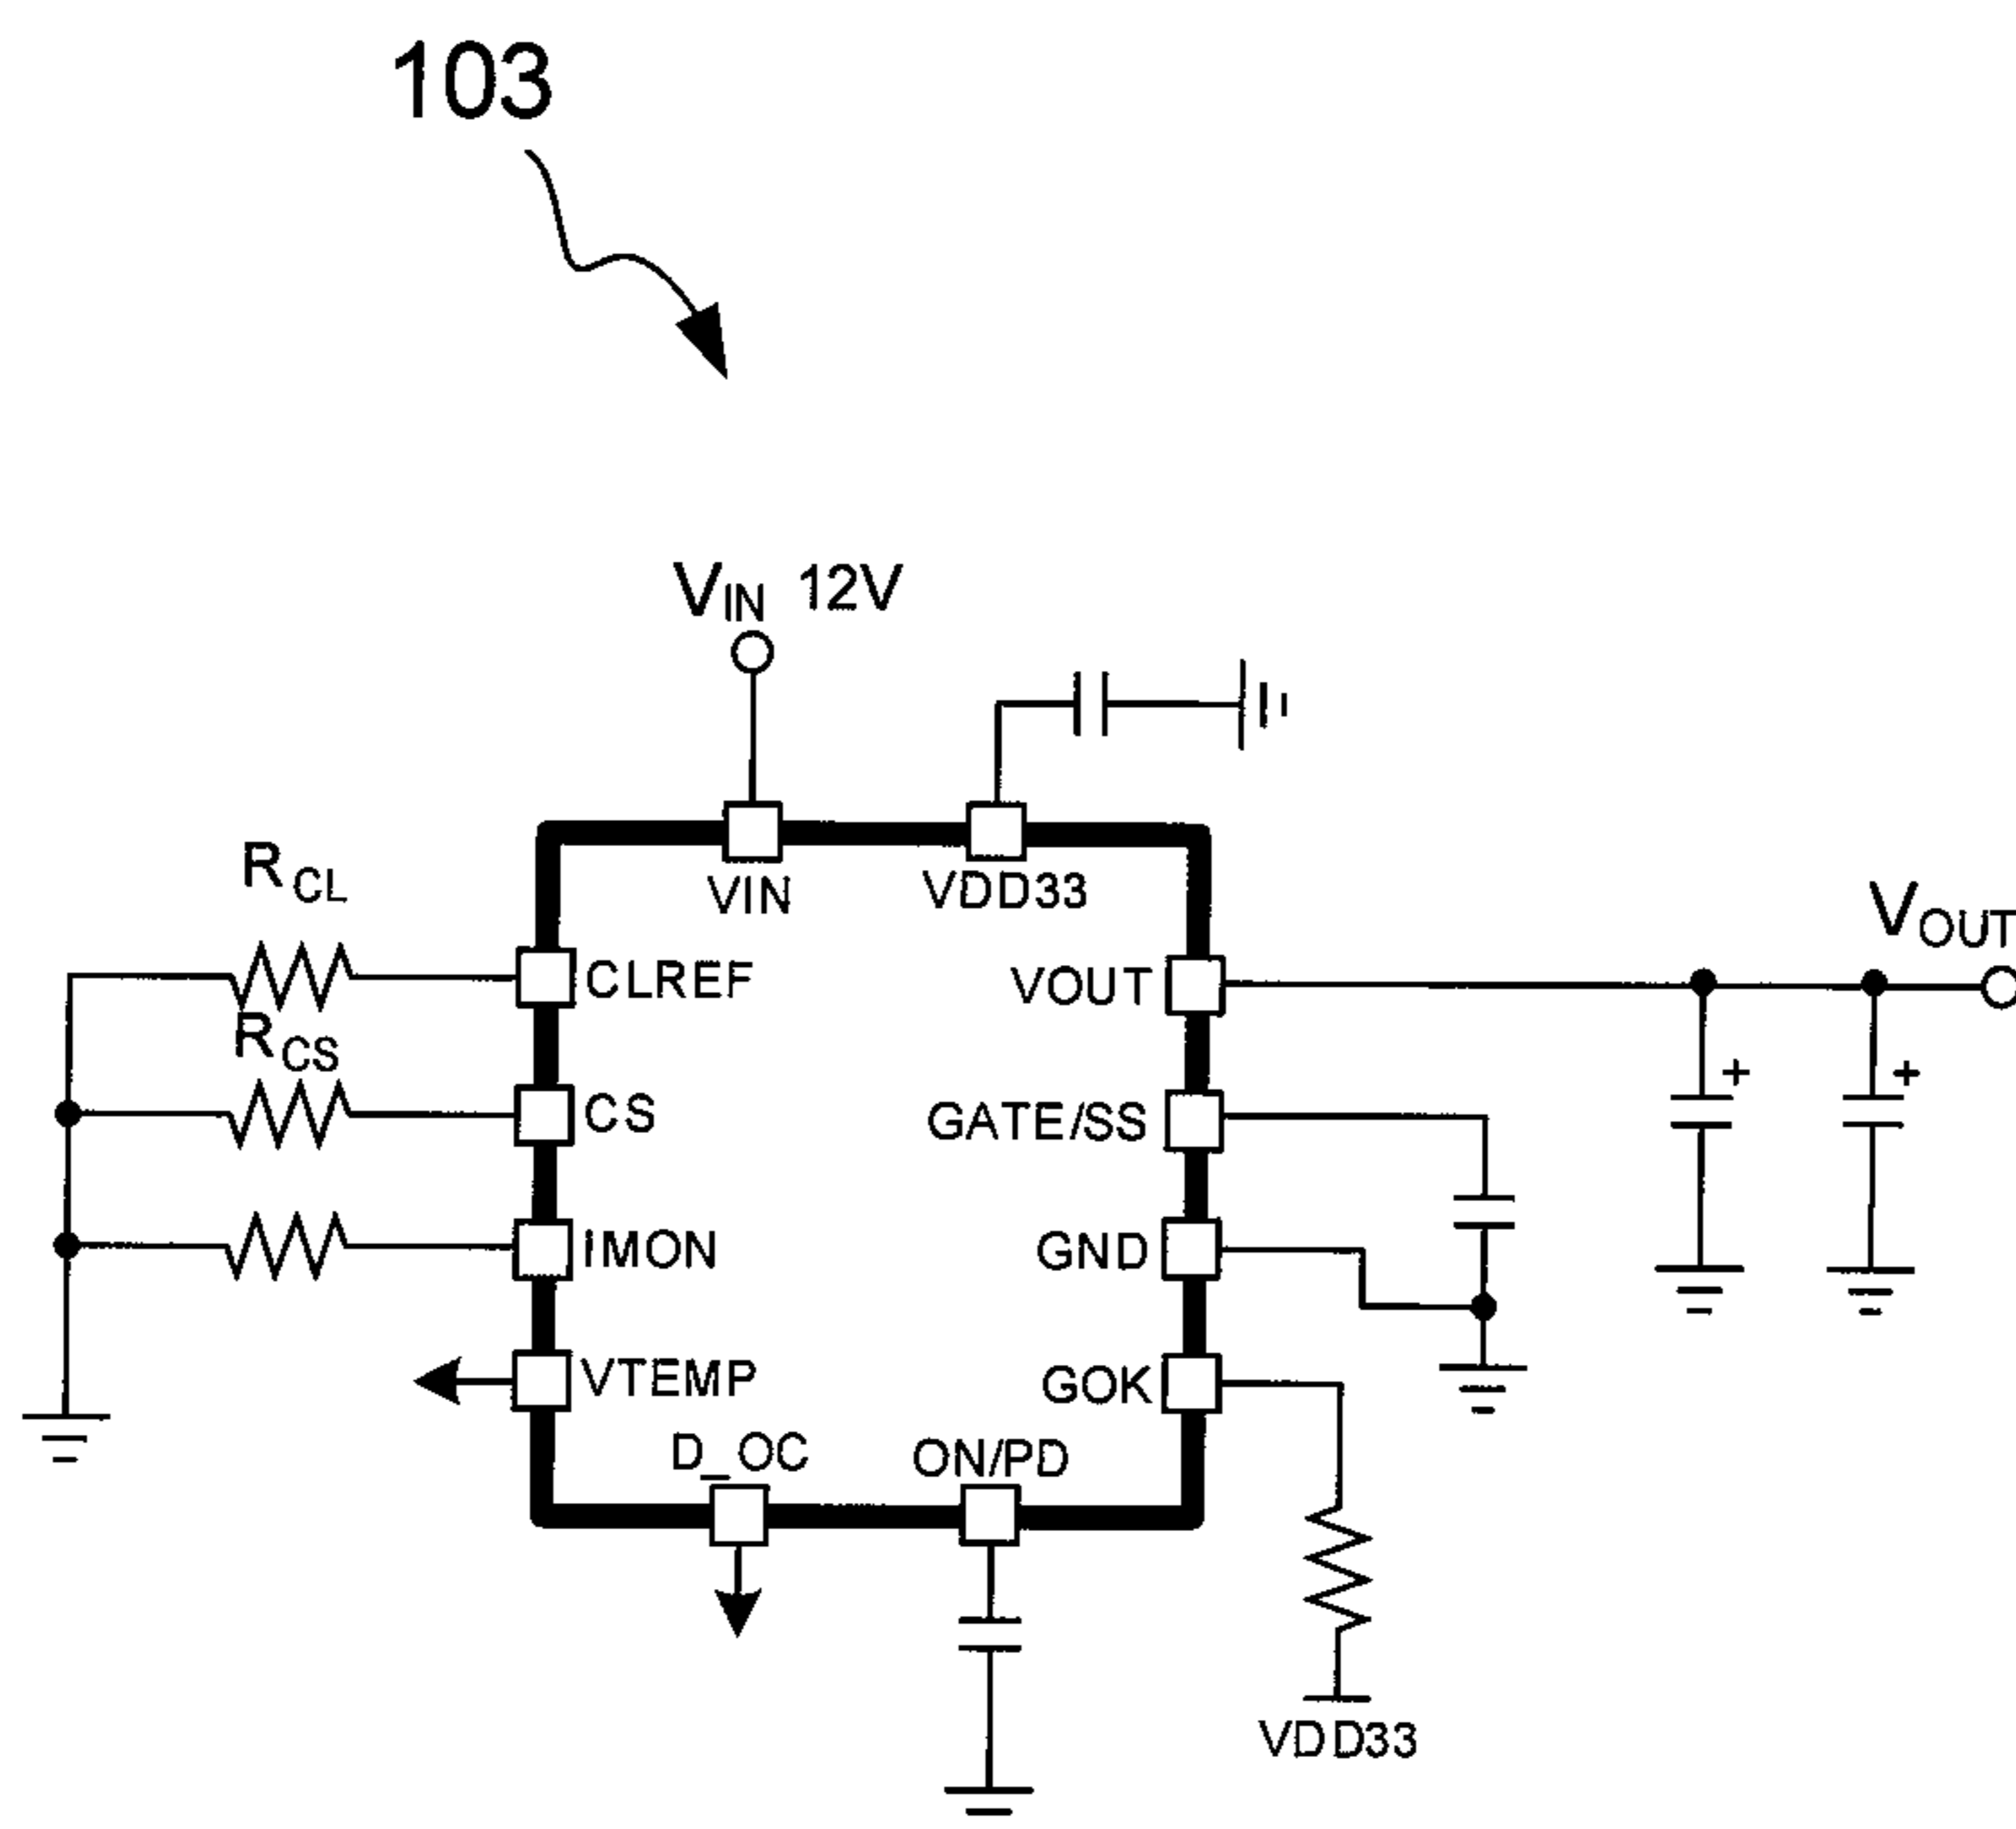 103
VIN 12V
VIN
VDD33
RCL
CLREF
VOUT
VOUT
RCS
CS
GATE/SS
+
+
IMON
GND
VTEMP
GOK
D_OC
ON/PD
VDD33